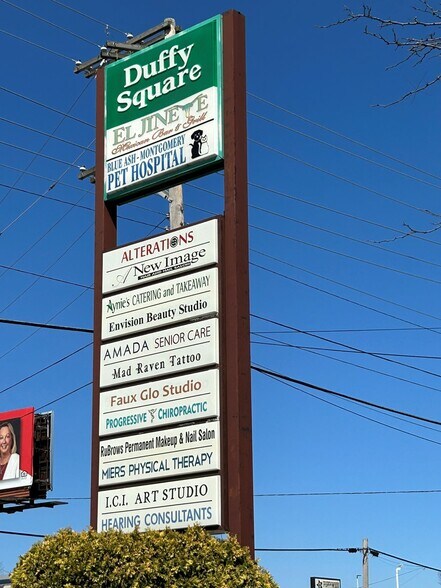 Duffy
Square
EL JINETE
Mexican Bar & Grill
BLUE ASH-MONTGOMERY
PET HOSPITAL
ALTERATIONS
A New Image
Nynie's CATERING and TAKEAWAY
Envision Beauty Studio
AMADA SENIOR CARE
Mad Raven Tattoo
Faux Glo Studio
PROGRESSIVE CHIROPRACTIC
RuBrows Permanent Makeup & Nail Salon
MIERS PHYSICAL THERAPY
I.C.I. ART STUDIO
HEARING CONSULTANTS